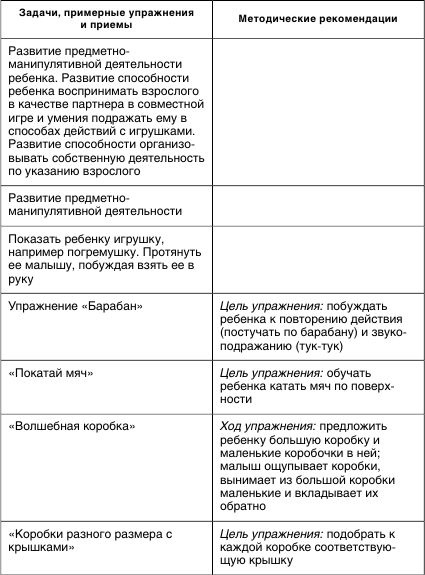 Задачи, примерные упражнения
и приемы
Методические рекомендации
Развитие предметно-
манипулятивной деятельности
ребенка. Развитие способности
ребенка воспринимать взрослого
в качестве партнера в совместной
игре и умения подражать ему в
способах действий с игрушками.
Развитие способности организо-
вывать собственную деятельность
по указанию взрослого
Развитие предметно-
манипулятивной деятельности
Показать ребенку игрушку,
например погремушку. Протянуть
ее малышу, побуждая взять ее в
руку
Упражнение «Барабан»
Цель упражнения: побуждать
ребенка к повторению действия
(постучать по барабану) и звуко-
подражанию (тук-тук)
«Покатай мяч»
Цель упражнения: обучать
ребенка катать мяч по поверх-
ности
«Волшебная коробка»
Ход упражнения: предложить
ребенку большую коробку и
маленькие коробочки в ней;
малыш ощупывает коробки,
вынимает из большой коробки
маленькие и вкладывает их
обратно
«Коробки разного размера с
крышками»
Цель упражнения: подобрать к
каждой коробке соответствую-
щую крышку